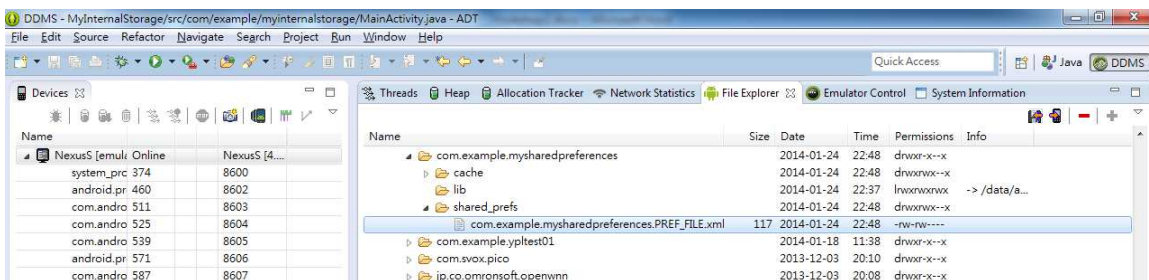 DDMS - MyInternalStorage/src/com/example/myinternalstorage/MainActivity.java - ADT
File Edit Source Refactor Navigate Search Project Run Window Help
Quick Access Java DDMS
Devices Threads Heap Allocation Tracker Network Statistics File Explorer Emulator Control System Information
Name Name Size Date Time Permissions Info
NexusS [emula Online NexusS [4.... com.example.mysharedpreferences 2014-01-24 22:48 drwxr-x--x
system_prc 374 8600 cache 2014-01-24 22:48 drwxrwx--x
android.pr 460 8602 lib 2014-01-24 22:37 lrwxrwxrwx -> /data/a...
com.andro 511 8603 shared_prefs 2014-01-24 22:48 drwxrwx--x
com.andro 525 8604 com.example.mysharedpreferences.PREF_FILE.xml 117 2014-01-24 22:48 -rw-rw----
com.andro 539 8605 com.example.ypltest01 2014-01-18 11:38 drwxr-x--x
android.pr 571 8606 com.svox.pico 2013-12-03 20:10 drwxr-x--x
com.andro 587 8607 jp.co.omronsoft.openwnn 2013-12-03 20:08 drwxr-x--x